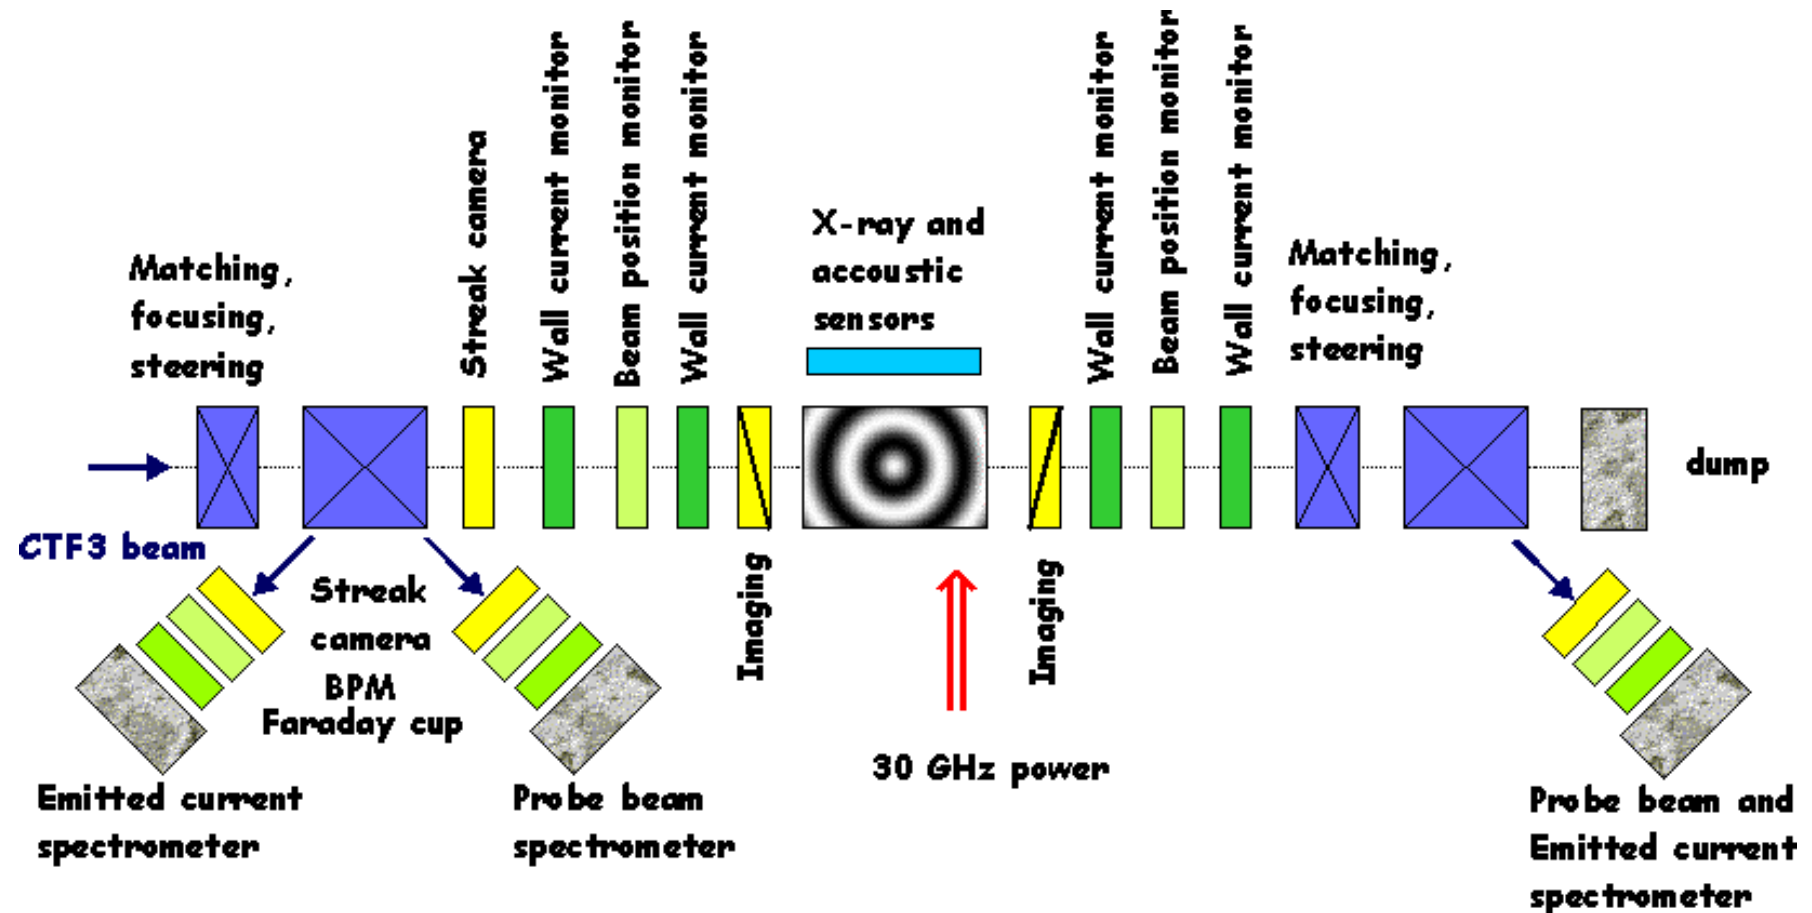 Matching,
focusing,
steering
Streak camera
Wall current monitor
Beam position monitor
Wall current monitor
X-ray and
accoustic
sensors
Wall current monitor
Beam position monitor
Wall current monitor
Matching,
focusing,
steering
dump
CTF3 beam
Streak
camera
BPM
Faraday cup
Imaging
Imaging
30 GHz power
Emitted current
spectrometer
Probe beam
spectrometer
Probe beam and
Emitted current
spectrometer